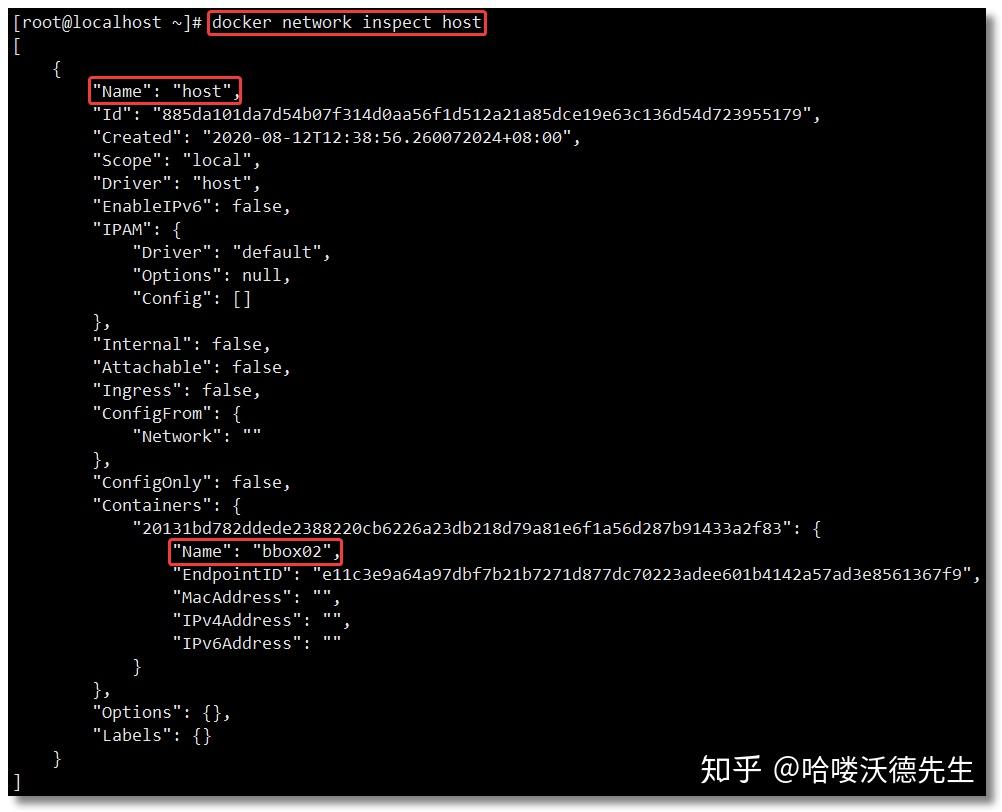 [root@localhost ~]# docker network inspect host
[
    {
        "Name": "host",
        "Id": "885da101da7d54b07f314d0aa56f1d512a21a85dce19e63c136d54d723955179",
        "Created": "2020-08-12T12:38:56.260072024+08:00",
        "Scope": "local",
        "Driver": "host",
        "EnableIPv6": false,
        "IPAM": {
            "Driver": "default",
            "Options": null,
            "Config": []
        },
        "Internal": false,
        "Attachable": false,
        "Ingress": false,
        "ConfigFrom": {
            "Network": ""
        },
        "ConfigOnly": false,
        "Containers": {
            "20131bd782ddede2388220cb6226a23db218d79a81e6f1a56d287b91433a2f83": {
                "Name": "bbox02",
                "EndpointID": "e11c3e9a64a97dbf7b21b7271d877dc70223adee601b4142a57ad3e8561367f9",
                "MacAddress": "",
                "IPv4Address": "",
                "IPv6Address": ""
            }
        },
        "Options": {},
        "Labels": {}
    }
]
知乎 @哈喽沃德先生